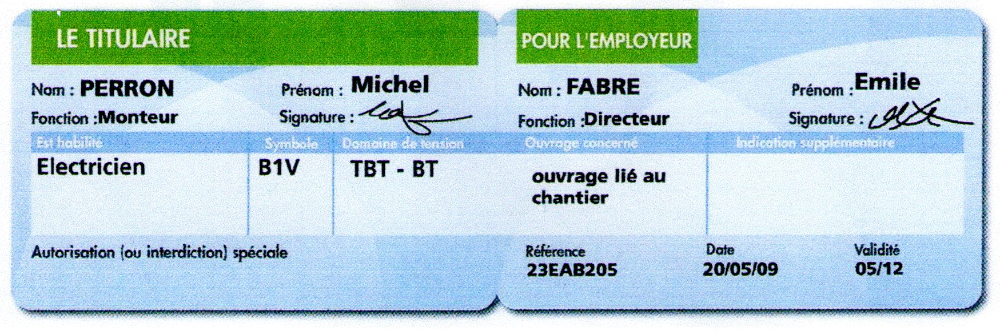 LE TITULAIRE
Nom : PERRON Prénom : Michel
Fonction : Monteur Signature :
Est habilité Symbole Domaine de tension
Electricien B1V TBT - BT
Autorisation (ou interdiction) spéciale
POUR L'EMPLOYEUR
Nom : FABRE Prénom : Emile
Fonction : Directeur Signature :
Ouvrage concerné Indication supplémentaire
ouvrage lié au
chantier
Référence Date Validité
23EAB205 20/05/09 05/12